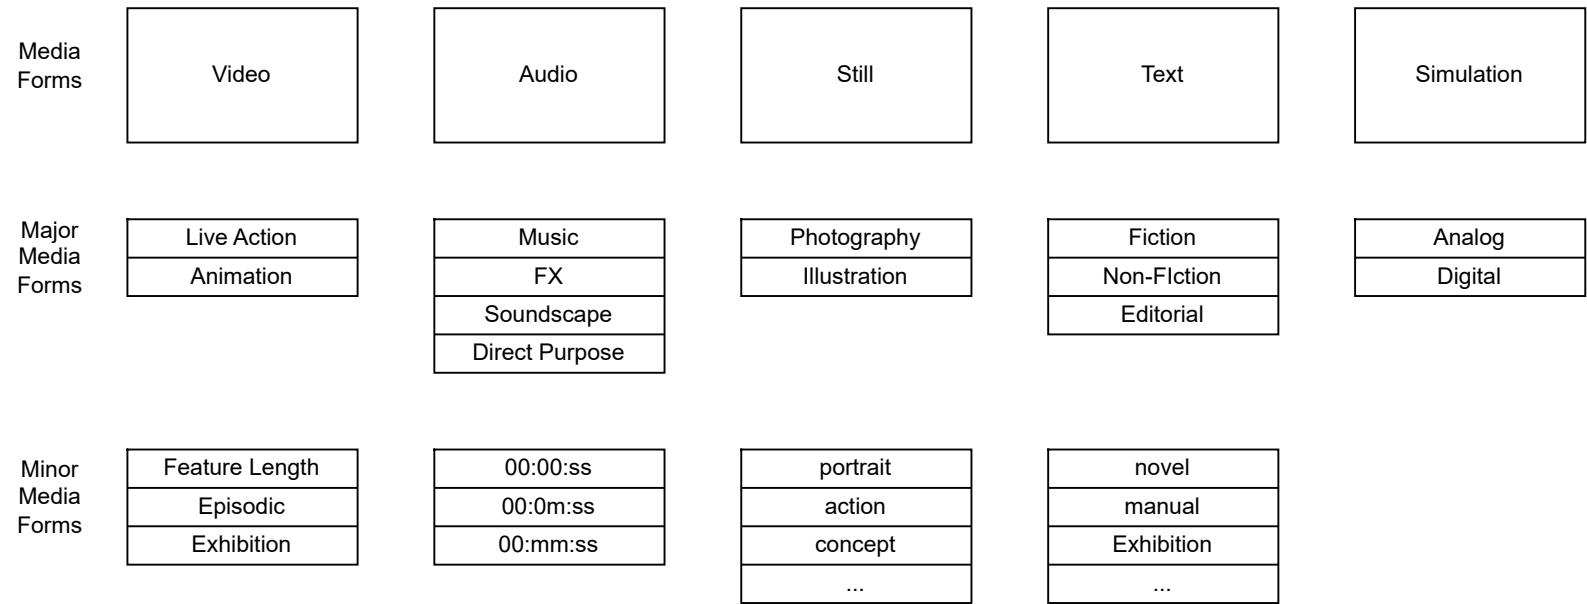 Media
Forms
Video
Audio
Still
Text
Simulation
Major
Media
Forms
Live Action
Music
Photography
Fiction
Analog
Animation
FX
Illustration
Non-FIction
Digital
Soundscape
Editorial
Direct Purpose
Minor
Media
Forms
Feature Length
00:00:ss
portrait
novel
Episodic
00:0m:ss
action
manual
Exhibition
00:mm:ss
concept
Exhibition
...
...